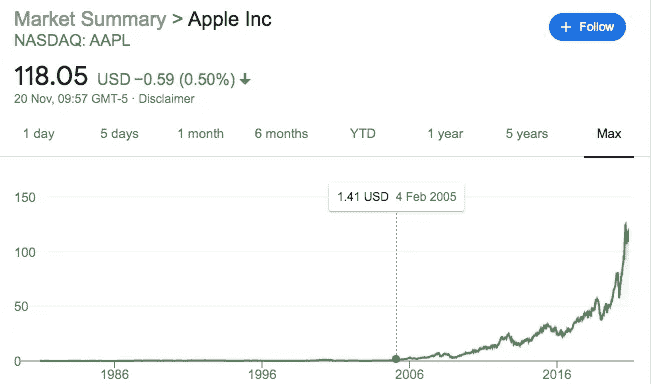 Market Summary > Apple Inc
NASDAQ: AAPL
+ Follow
118.05 USD −0.59 (0.50%) ↓
20 Nov, 09:57 GMT-5 · Disclaimer
1 day 5 days 1 month 6 months YTD 1 year 5 years Max
1.41 USD 4 Feb 2005
150
100
50
0
1986 1996 2006 2016